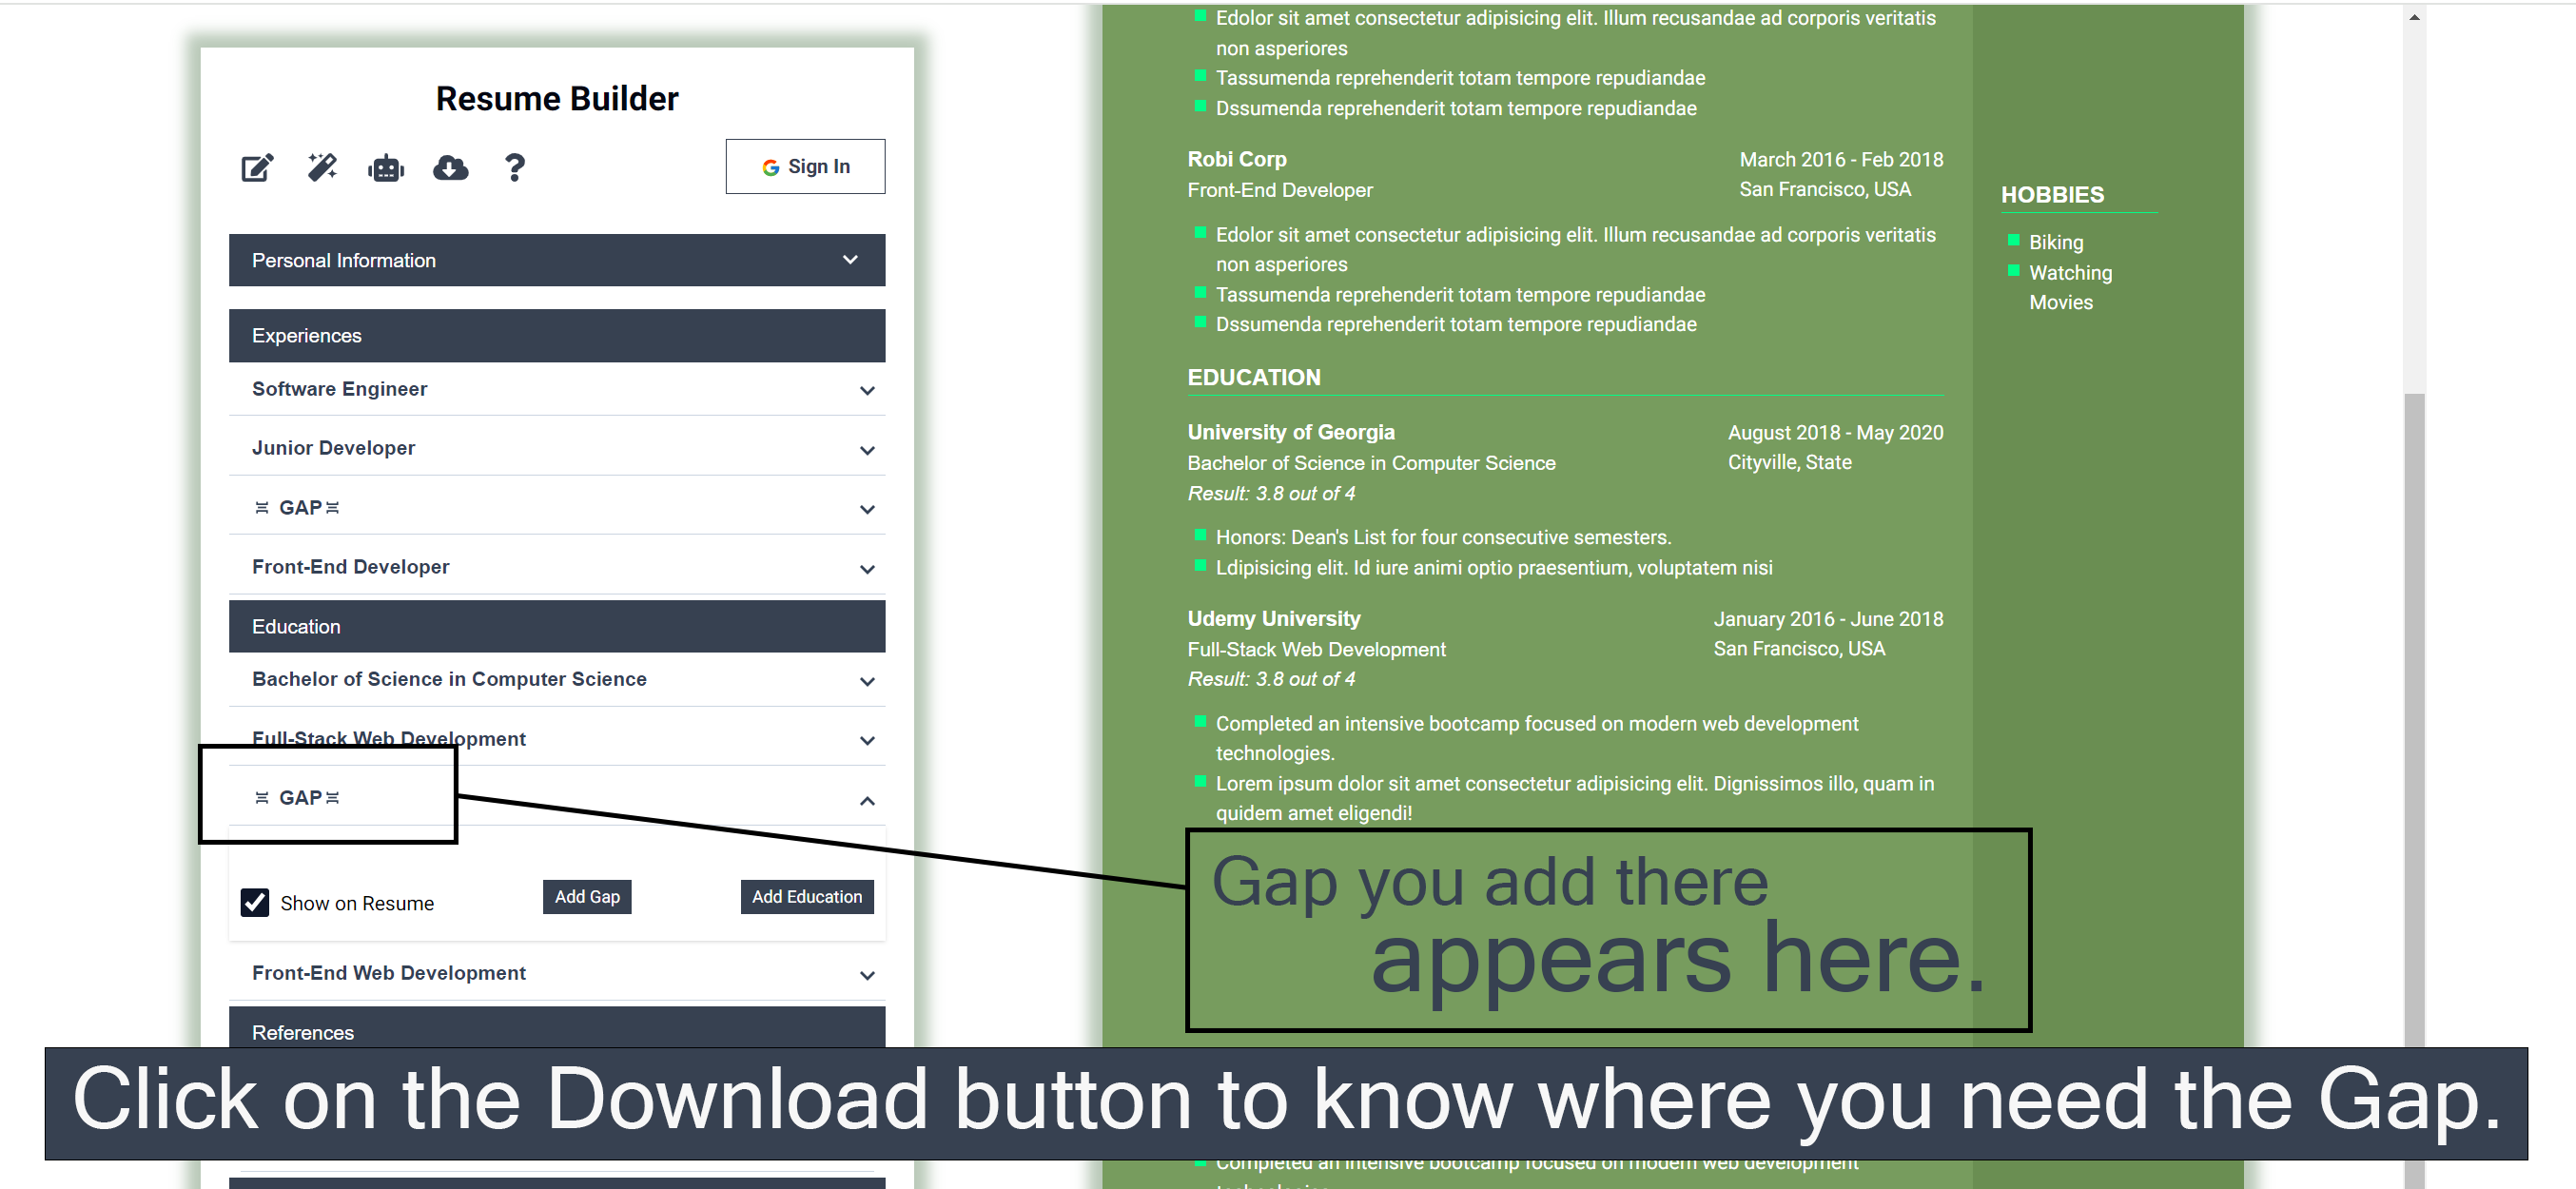 Resume Builder
Sign In
Personal Information
Experiences
Software Engineer
Junior Developer
GAP
Front-End Developer
Education
Bachelor of Science in Computer Science
Full-Stack Web Development
GAP
Show on Resume
Add Gap
Add Education
Front-End Web Development
References
Edolor sit amet consectetur adipisicing elit. Illum recusandae ad corporis veritatis
non asperiores
Tassumenda reprehenderit totam tempore repudiandae
Dssumenda reprehenderit totam tempore repudiandae
Robi Corp
March 2016 - Feb 2018
Front-End Developer
San Francisco, USA
Edolor sit amet consectetur adipisicing elit. Illum recusandae ad corporis veritatis
non asperiores
Tassumenda reprehenderit totam tempore repudiandae
Dssumenda reprehenderit totam tempore repudiandae
EDUCATION
University of Georgia
August 2018 - May 2020
Bachelor of Science in Computer Science
Cityville, State
Result: 3.8 out of 4
Honors: Dean's List for four consecutive semesters.
Ldipisicing elit. Id iure animi optio praesentium, voluptatem nisi
Udemy University
January 2016 - June 2018
Full-Stack Web Development
San Francisco, USA
Result: 3.8 out of 4
Completed an intensive bootcamp focused on modern web development
technologies.
Lorem ipsum dolor sit amet consectetur adipisicing elit. Dignissimos illo, quam in
quidem amet eligendi!
Gap you add there
appears here.
HOBBIES
Biking
Watching
Movies
Click on the Download button to know where you need the Gap.
Completed an intensive bootcamp focused on modern web development